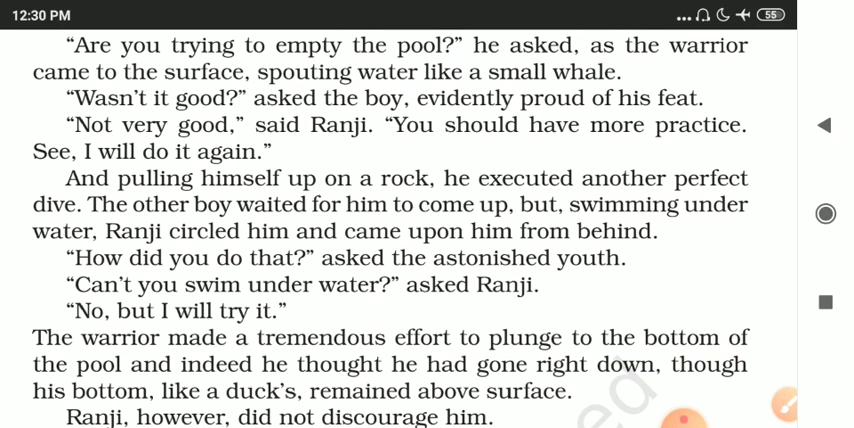 12:30 PM
... 55
“Are you trying to empty the pool?” he asked, as the warrior
came to the surface, spouting water like a small whale.
“Wasn’t it good?” asked the boy, evidently proud of his feat.
“Not very good,” said Ranji. “You should have more practice.
See, I will do it again.”
And pulling himself up on a rock, he executed another perfect
dive. The other boy waited for him to come up, but, swimming under
water, Ranji circled him and came upon him from behind.
“How did you do that?” asked the astonished youth.
“Can’t you swim under water?” asked Ranji.
“No, but I will try it.”
The warrior made a tremendous effort to plunge to the bottom of
the pool and indeed he thought he had gone right down, though
his bottom, like a duck’s, remained above surface.
Ranji, however, did not discourage him.